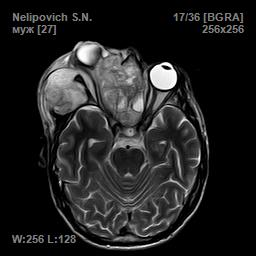 Nelipovich S.N.
17/36 [BGRA]
муж [27]
256x256
W:256 L:128